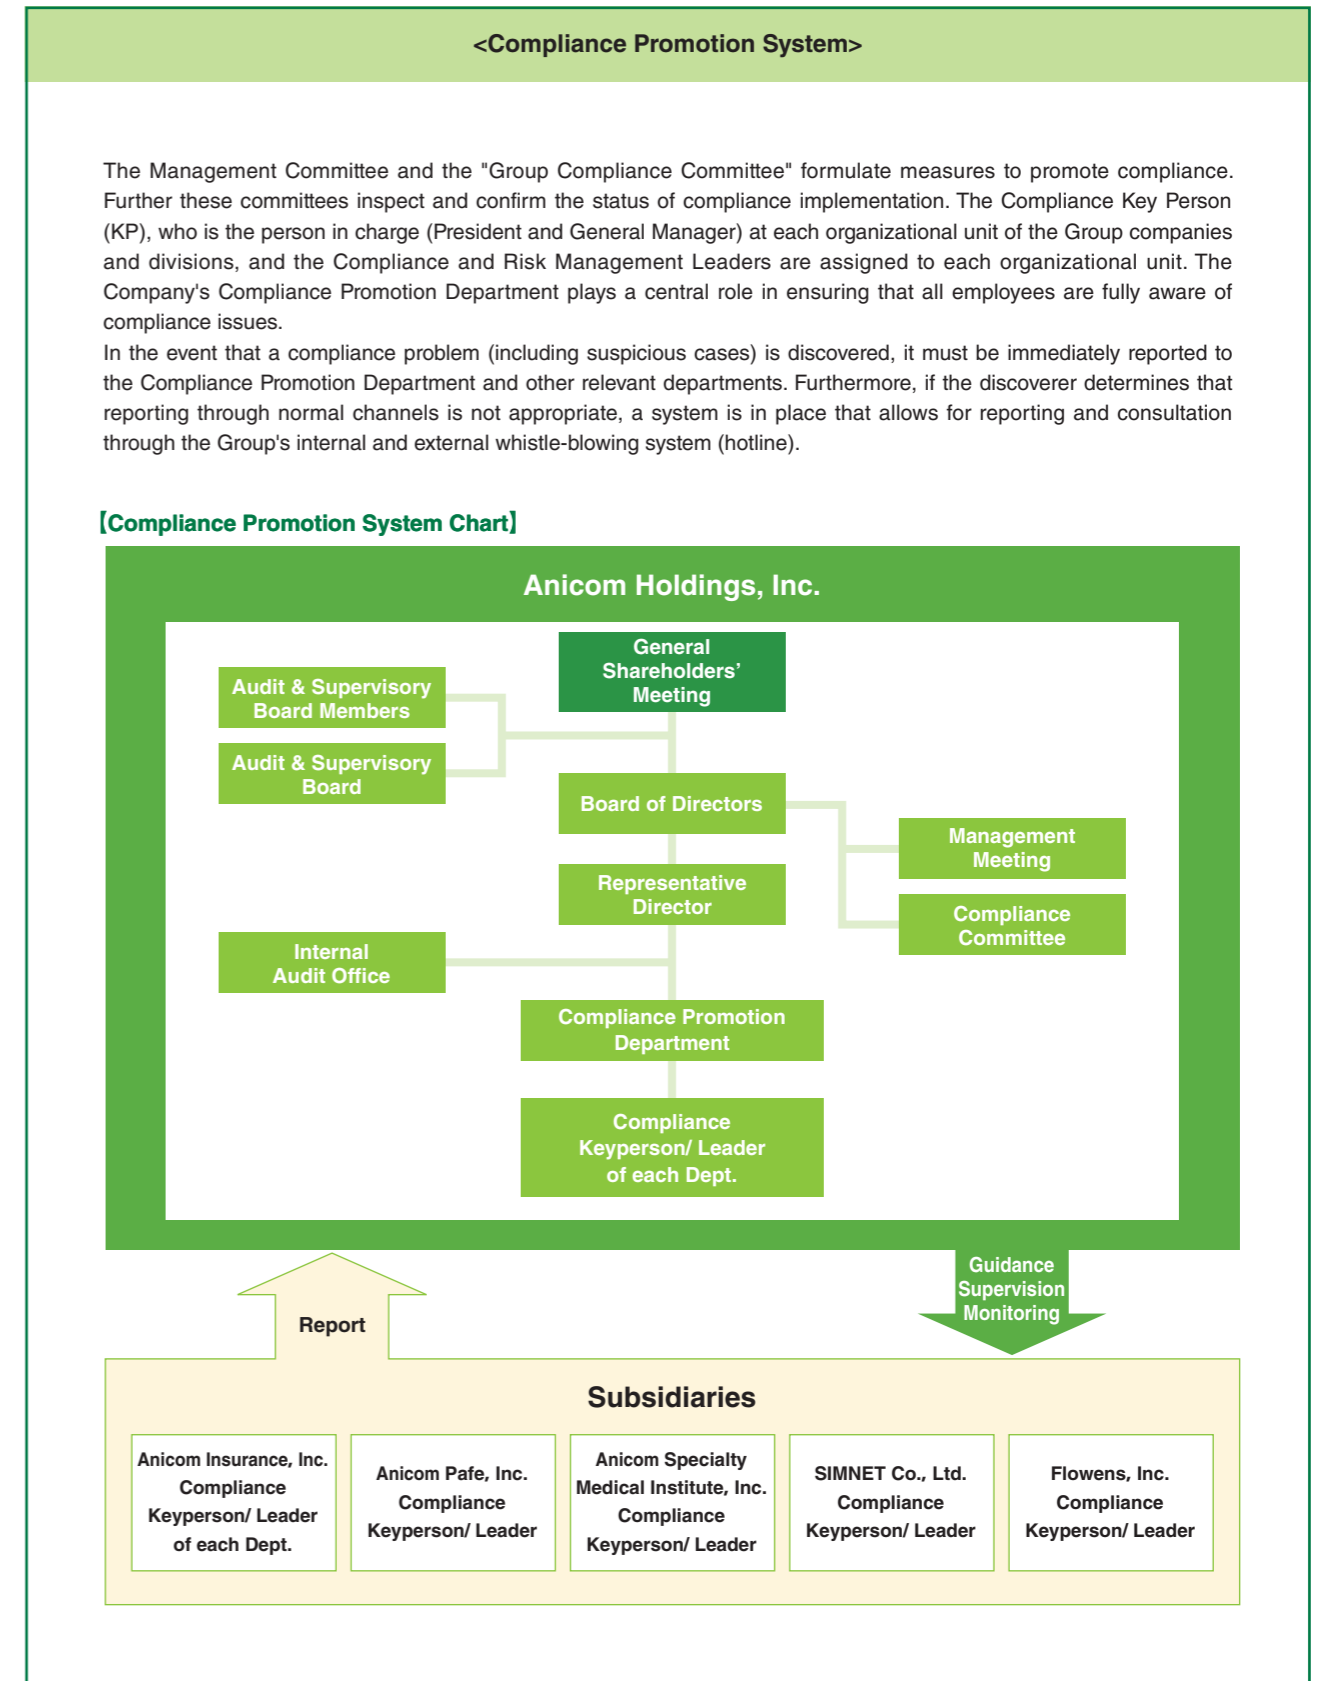 <Compliance Promotion System>
The Management Committee and the "Group Compliance Committee" formulate measures to promote compliance.
Further these committees inspect and confirm the status of compliance implementation. The Compliance Key Person
(KP), who is the person in charge (President and General Manager) at each organizational unit of the Group companies
and divisions, and the Compliance and Risk Management Leaders are assigned to each organizational unit. The
Company's Compliance Promotion Department plays a central role in ensuring that all employees are fully aware of
compliance issues.
In the event that a compliance problem (including suspicious cases) is discovered, it must be immediately reported to
the Compliance Promotion Department and other relevant departments. Furthermore, if the discoverer determines that
reporting through normal channels is not appropriate, a system is in place that allows for reporting and consultation
through the Group's internal and external whistle-blowing system (hotline).
【Compliance Promotion System Chart】
Anicom Holdings, Inc.
General
Shareholders’
Meeting
Audit & Supervisory
Board Members
Audit & Supervisory
Board
Board of Directors
Management
Meeting
Representative
Director
Compliance
Committee
Internal
Audit Office
Compliance Promotion
Department
Compliance
Keyperson/ Leader
of each Dept.
Report
Guidance
Supervision
Monitoring
Subsidiaries
Anicom Insurance, Inc.
Compliance
Keyperson/ Leader
of each Dept.
Anicom Pafe, Inc.
Compliance
Keyperson/ Leader
Anicom Specialty
Medical Institute, Inc.
Compliance
Keyperson/ Leader
SIMNET Co., Ltd.
Compliance
Keyperson/ Leader
Flowens, Inc.
Compliance
Keyperson/ Leader